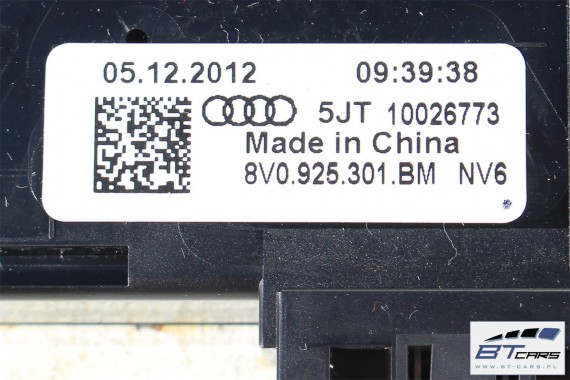 05.12.2012 09:39:38
5JT 10026773
Made in China
8V0.925.301.BM NV6
BT CARS
WWW.BT-CARS.PL